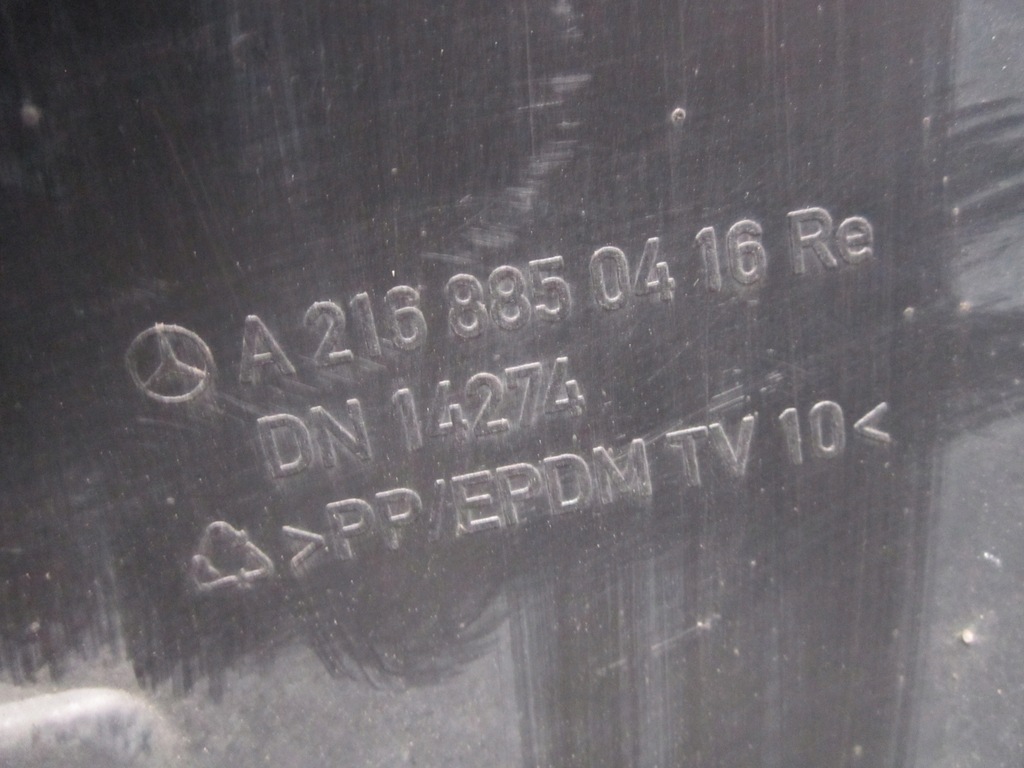 A 216 885 04 16 Re
DN 14274
>PP/EPDM TV 10<